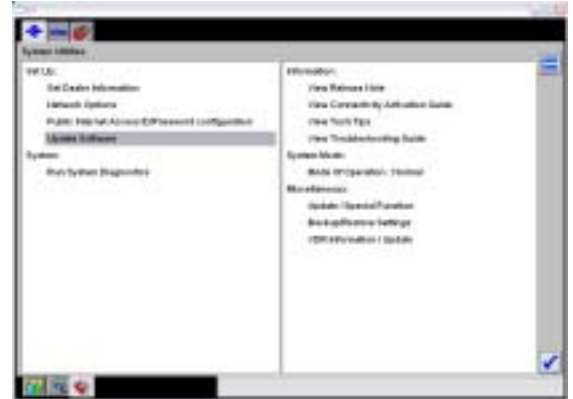 System Utilities
Set Up:
Set Dealer Information
Network Options
Public Internet Access ID/Password configuration
Update Software
System:
Run System Diagnostics
Information:
View Release Note
View Connectivity Activation Guide
View Tech Tips
View Troubleshooting Guide
System Mode:
Mode Of Operation : Normal
Miscellaneous:
Update / Special Function
Backup/Restore Settings
VDR Information / Update